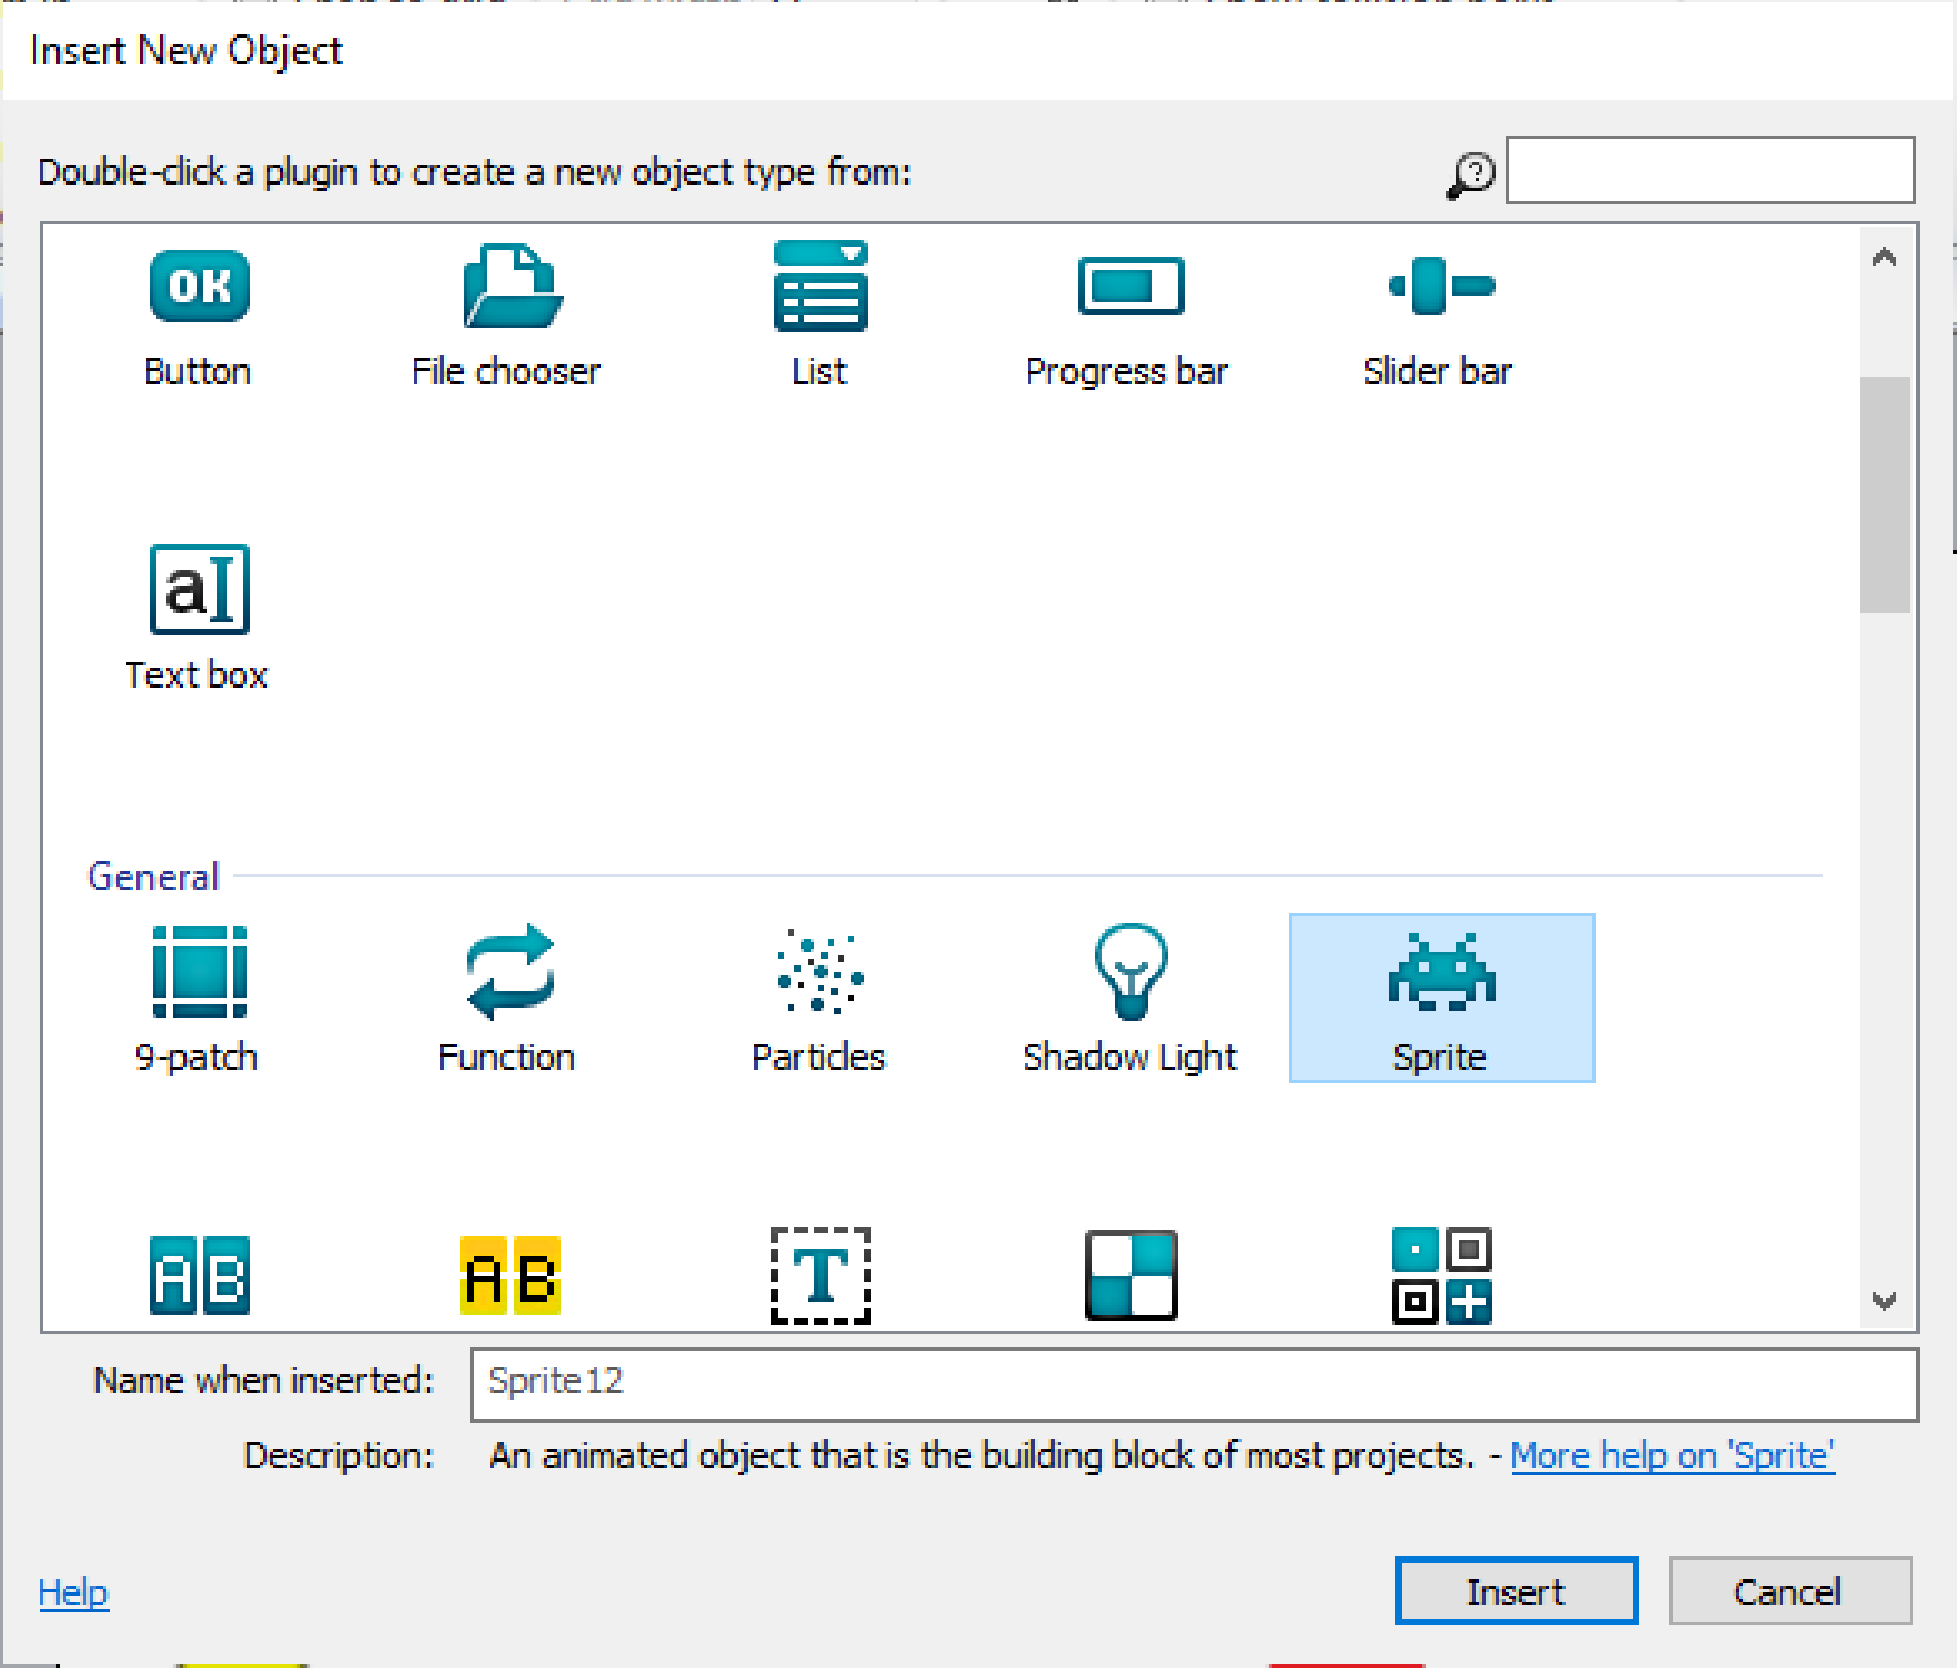 Insert New Object
Double-click a plugin to create a new object type from:
OK
Button File chooser List Progress bar Slider bar
aI
Text box
General
9-patch Function Particles Shadow Light Sprite
AB AB T
Name when inserted: Sprite12
Description: An animated object that is the building block of most projects. - More help on 'Sprite'
Help Insert Cancel